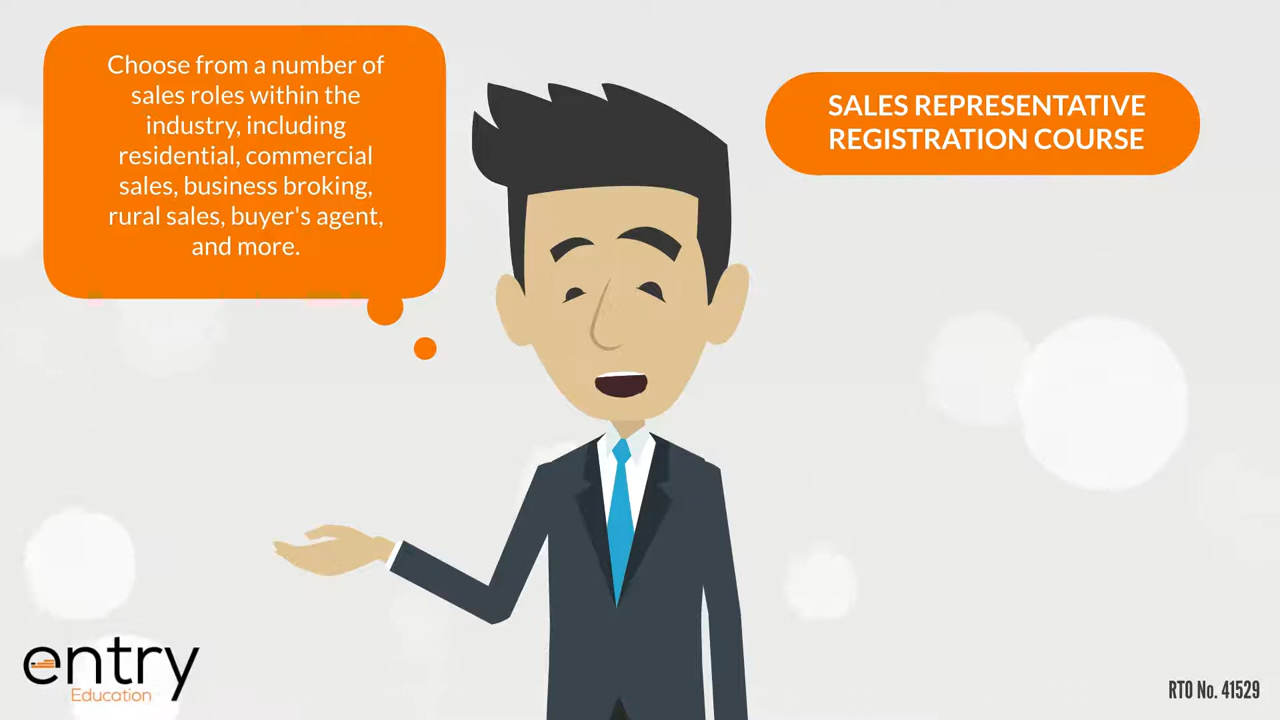 Choose from a number of
sales roles within the
industry, including
residential, commercial
sales, business broking,
rural sales, buyer's agent,
and more.
SALES REPRESENTATIVE
REGISTRATION COURSE
entry
Education
RTO No. 41529